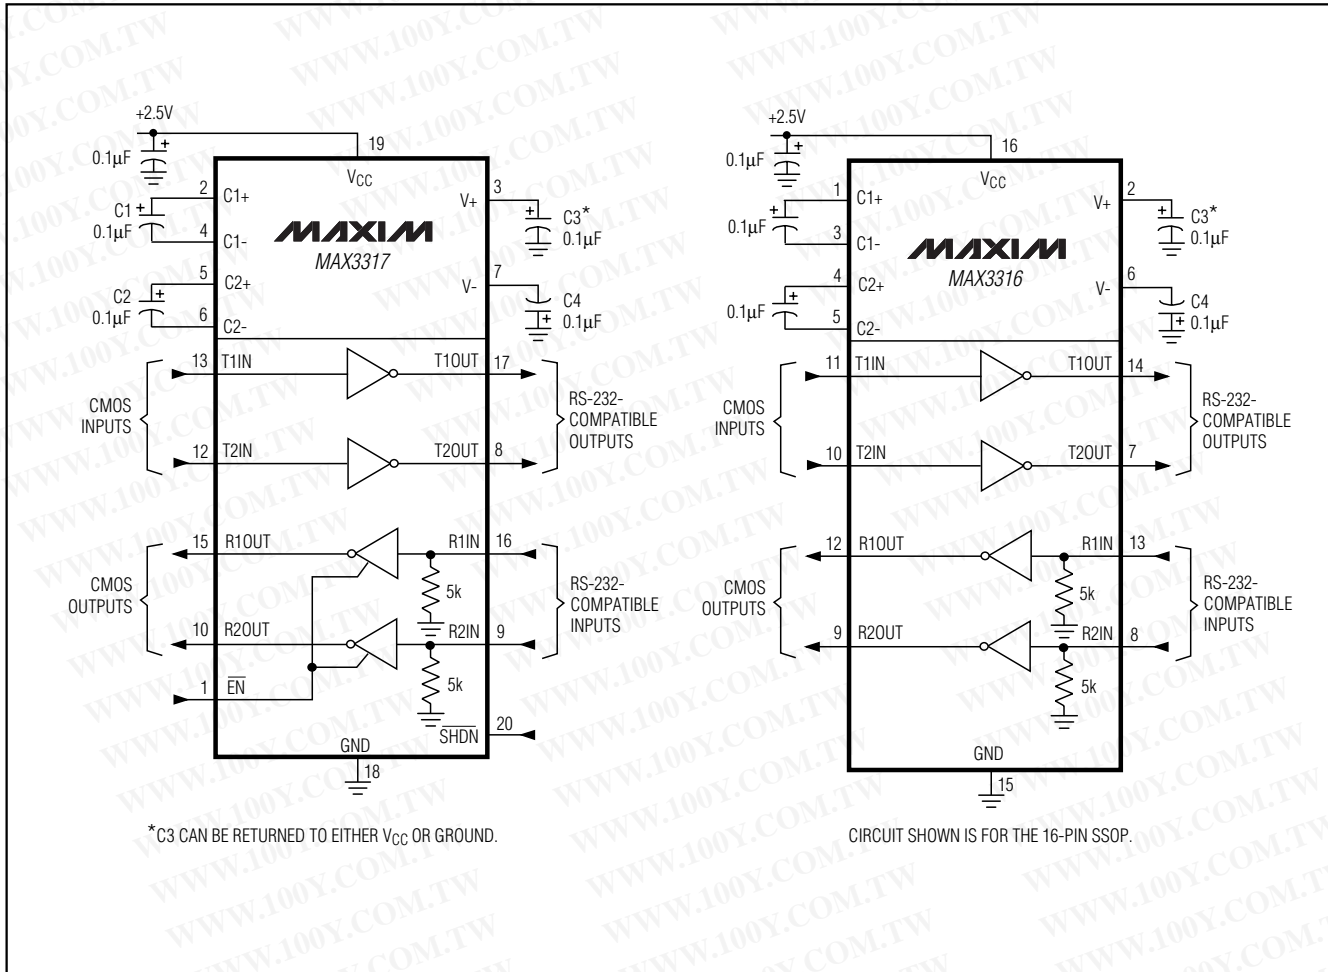 +2.5V
0.1µF
19
VCC
2
C1+
C1
0.1µF
4
C1-
5
C2+
C2
0.1µF
6
C2-
3
V+
C3*
0.1µF
7
V-
C4
0.1µF
MAXIM
MAX3317
13
T1IN
T1OUT
17
CMOS
INPUTS
RS-232-
COMPATIBLE
OUTPUTS
12
T2IN
T2OUT
8
15
R1OUT
R1IN
16
5k
CMOS
OUTPUTS
RS-232-
COMPATIBLE
INPUTS
10
R2OUT
R2IN
9
5k
1
EN
SHDN
20
GND
18
*C3 CAN BE RETURNED TO EITHER VCC OR GROUND.
+2.5V
0.1µF
16
VCC
1
C1+
0.1µF
3
C1-
4
C2+
0.1µF
5
C2-
2
V+
C3*
0.1µF
6
V-
C4
0.1µF
MAXIM
MAX3316
11
T1IN
T1OUT
14
CMOS
INPUTS
RS-232-
COMPATIBLE
OUTPUTS
10
T2IN
T2OUT
7
12
R1OUT
R1IN
13
5k
CMOS
OUTPUTS
RS-232-
COMPATIBLE
INPUTS
9
R2OUT
R2IN
8
5k
GND
15
CIRCUIT SHOWN IS FOR THE 16-PIN SSOP.
WWW.100Y.COM.TW